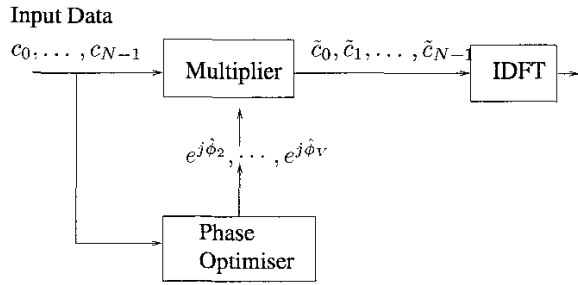 Input Data
c_0, . . . , c_{N-1}
Multiplier
\tilde{c}_0, \tilde{c}_1, . . . , \tilde{c}_{N-1}
IDFT
e^{j\hat{\phi}_2}, · · · , e^{j\hat{\phi}_V}
Phase
Optimiser